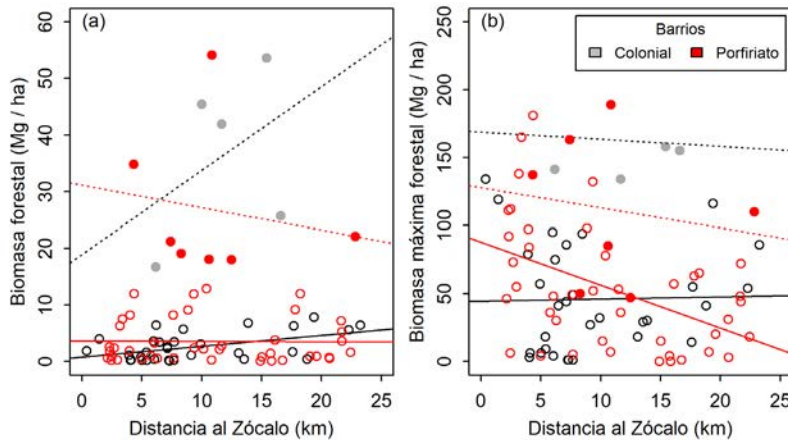 (a)
Biomasa forestal (Mg / ha)
60
50
40
30
20
10
0
0 5 10 15 20 25
Distancia al Zócalo (km)
(b)
Barrios
Colonial Porfiriato
Biomasa máxima forestal (Mg / ha)
250
200
150
100
50
0
0 5 10 15 20 25
Distancia al Zócalo (km)